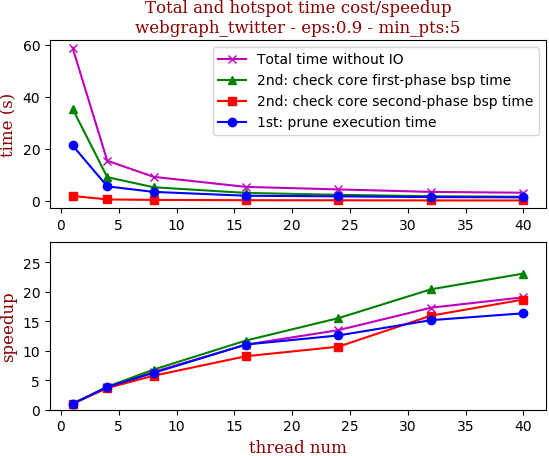 Total and hotspot time cost/speedup
webgraph_twitter - eps:0.9 - min_pts:5
time (s)
60
40
20
0
Total time without IO
2nd: check core first-phase bsp time
2nd: check core second-phase bsp time
1st: prune execution time
0 5 10 15 20 25 30 35 40
speedup
25
20
15
10
5
0
0 5 10 15 20 25 30 35 40
thread num